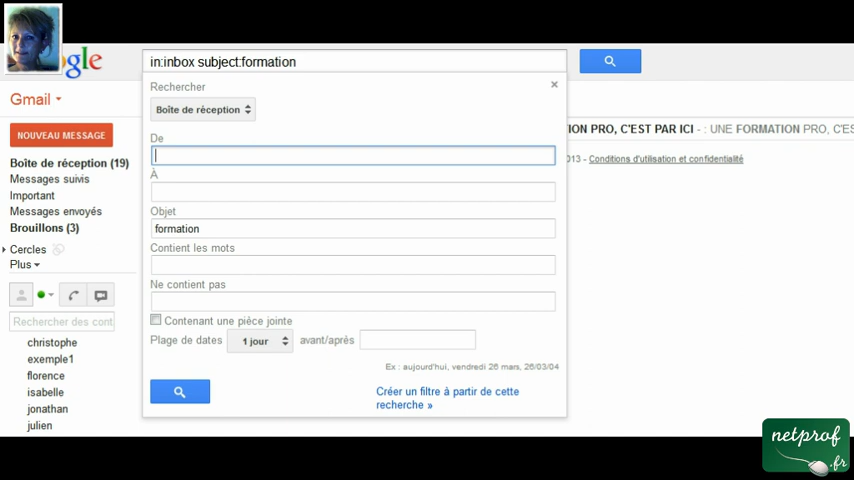 gle
in:inbox subject:formation
Rechercher
×
Boîte de réception
Gmail
NOUVEAU MESSAGE
ION PRO, C'EST PAR ICI - : UNE FORMATION PRO, C'ES
De
013 - Conditions d'utilisation et confidentialité
Boîte de réception (19)
Messages suivis
À
Important
Messages envoyés
Objet
Brouillons (3)
formation
Cercles
Contient les mots
Plus
Ne contient pas
Rechercher des cont
Contenant une pièce jointe
Plage de dates 1 jour avant/après
christophe
exemple1
Ex : aujourd'hui, vendredi 26 mars, 26/03/04
florence
isabelle
Créer un filtre à partir de cette
recherche »
jonathan
julien
netprof
.fr